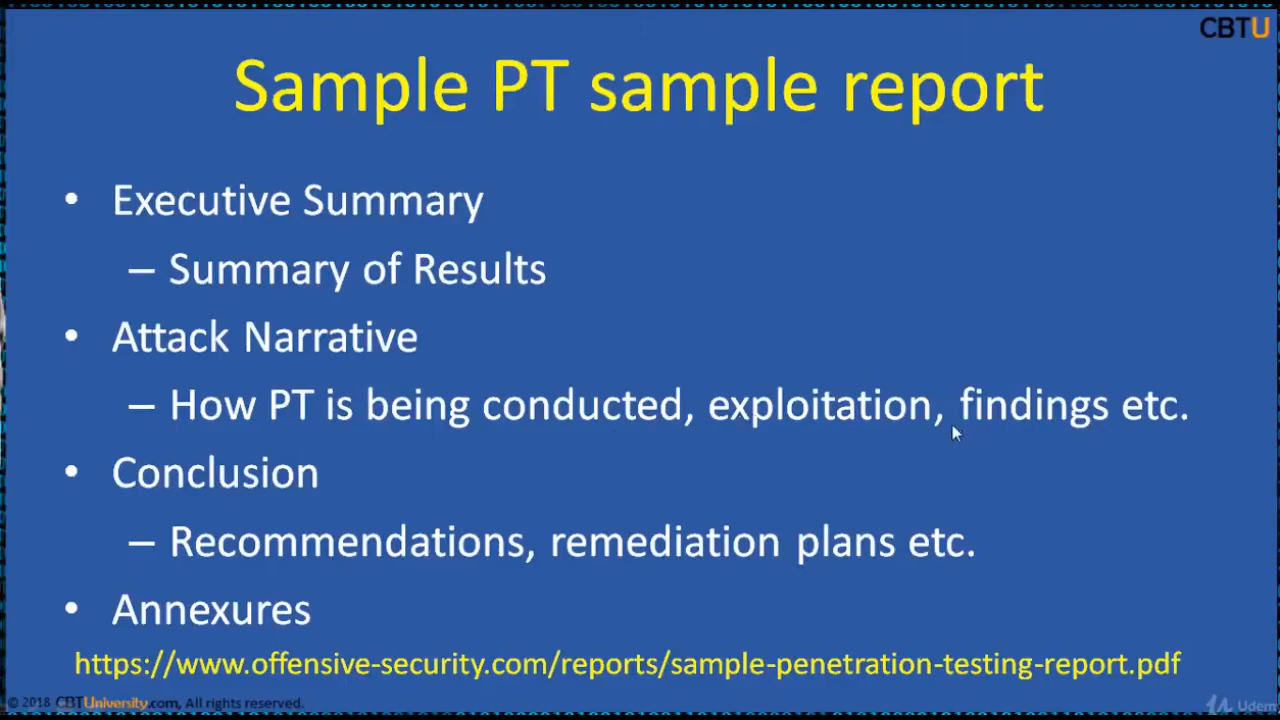 CBTU
Sample PT sample report
• Executive Summary
– Summary of Results
• Attack Narrative
– How PT is being conducted, exploitation, findings etc.
• Conclusion
– Recommendations, remediation plans etc.
• Annexures
https://www.offensive-security.com/reports/sample-penetration-testing-report.pdf
© 2018 CBTUniversity.com, All rights reserved.
Udem